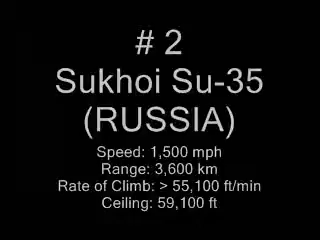 # 2
Sukhoi Su-35
(RUSSIA)
Speed: 1,500 mph
Range: 3,600 km
Rate of Climb: > 55,100 ft/min
Ceiling: 59,100 ft